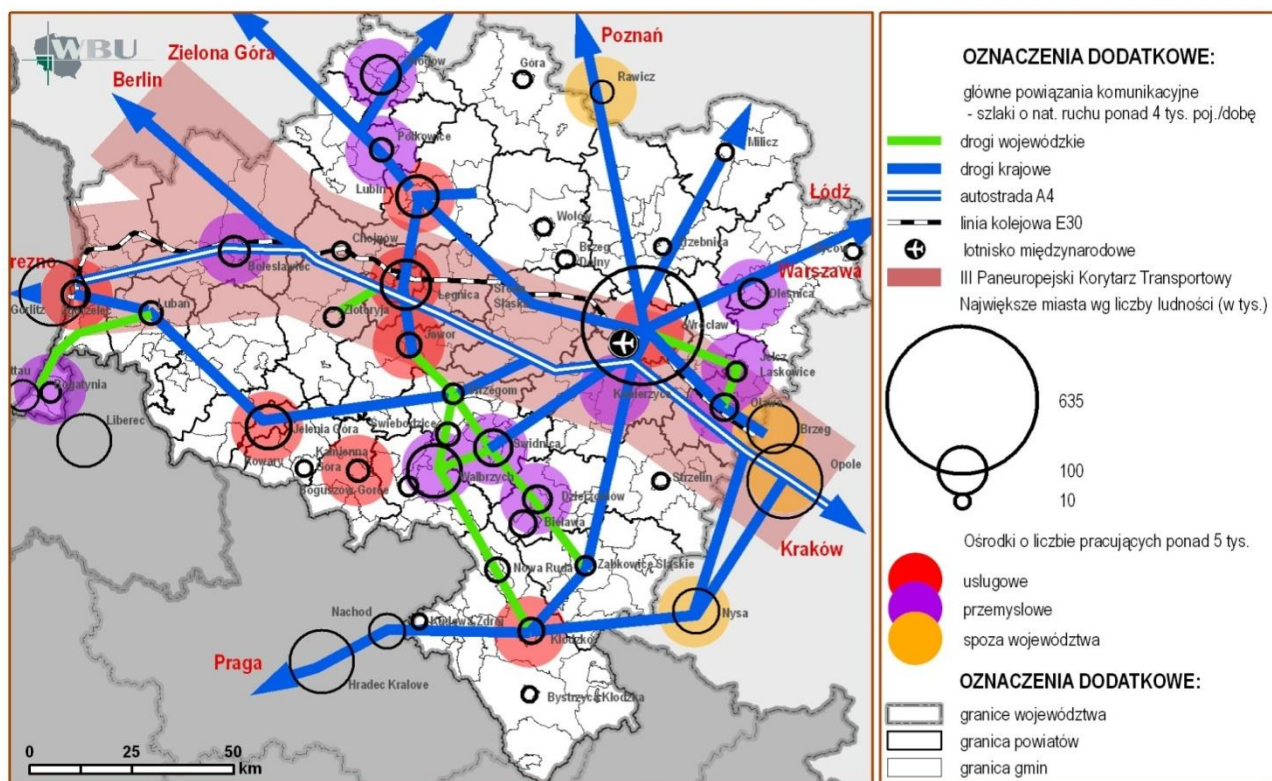 WBU
Zielona Góra
Berlin
Poznań
Góra
Rawicz
Polkowice
Milicz
Lubin
Łódź
Wołów
Brzeg
Dolny
Chojnów
Warszawa
Bolesławiec
Oleśnica
Legnica
Środa
Śląska
Wrocław
Görlitz
Lubań
Złotoryja
Jawor
Jelcz
Laskowice
Kobierzyce
Liberec
Oława
Świebodzice
Brzeg
Jelenia Góra
Świdnica
Kowary
Kamienna
Góra
Opole
Wałbrzych
Strzelin
Boguszów-Gorce
Dzierżoniów
Bielawa
Kraków
Nowa Ruda
Ząbkowice Śląskie
Nachod
Nysa
Kłodzko
Praga
Hradec Kralove
Bystrzyca Kłodzka
0 25 50
km
OZNACZENIA DODATKOWE:
główne powiązania komunikacyjne
- szlaki o nat. ruchu ponad 4 tys. poj./dobę
drogi wojewódzkie
drogi krajowe
autostrada A4
linia kolejowa E30
lotnisko międzynarodowe
III Paneuropejski Korytarz Transportowy
Największe miasta wg liczby ludności (w tys.)
635
100
10
Ośrodki o liczbie pracujących ponad 5 tys.
usługowe
przemysłowe
spoza województwa
OZNACZENIA DODATKOWE:
granice województwa
granica powiatów
granica gmin